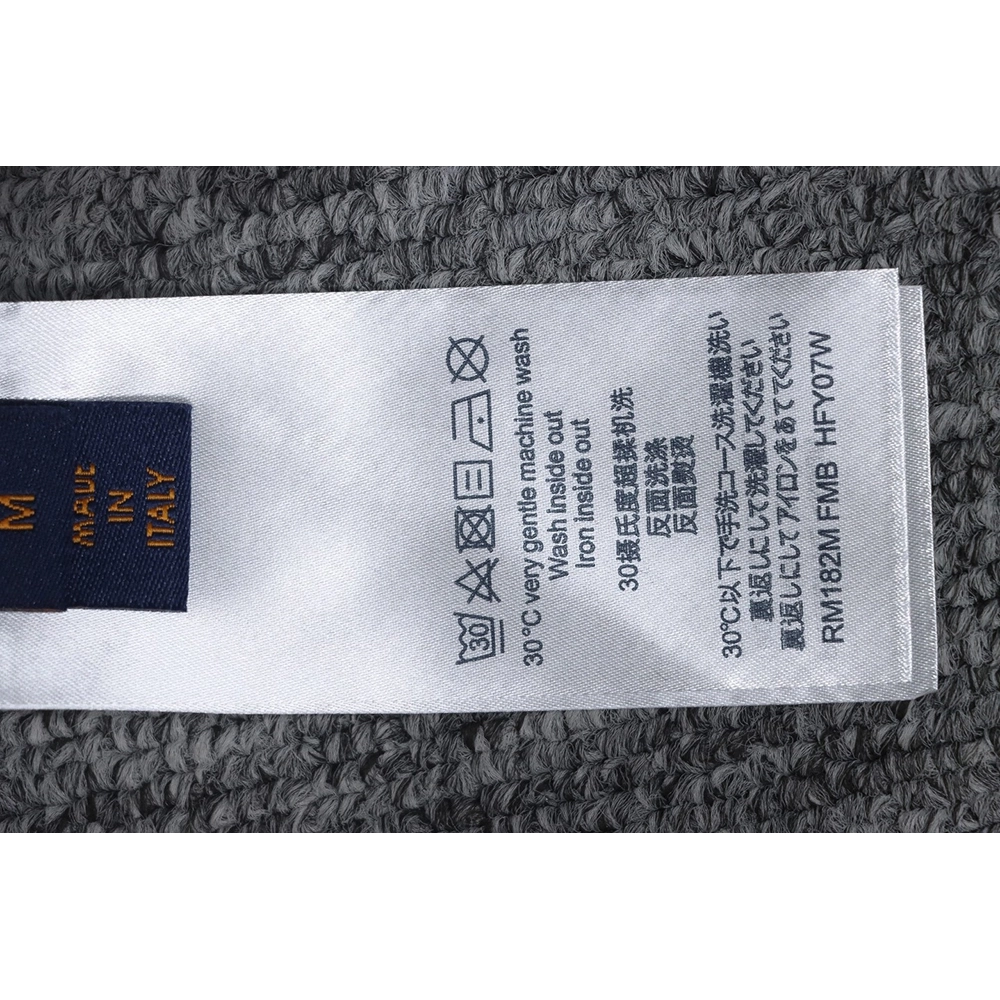 M
MADE
IN
ITALY
30
30°C very gentle machine wash
Wash inside out
Iron inside out
30摄氏度超揉机洗
反面洗涤
反面熨烫
30℃以下で手洗コース洗濯機洗い
裏返しにして洗濯してください
裏返しにしてアイロンをあててください
RM182M FMB HFY07W